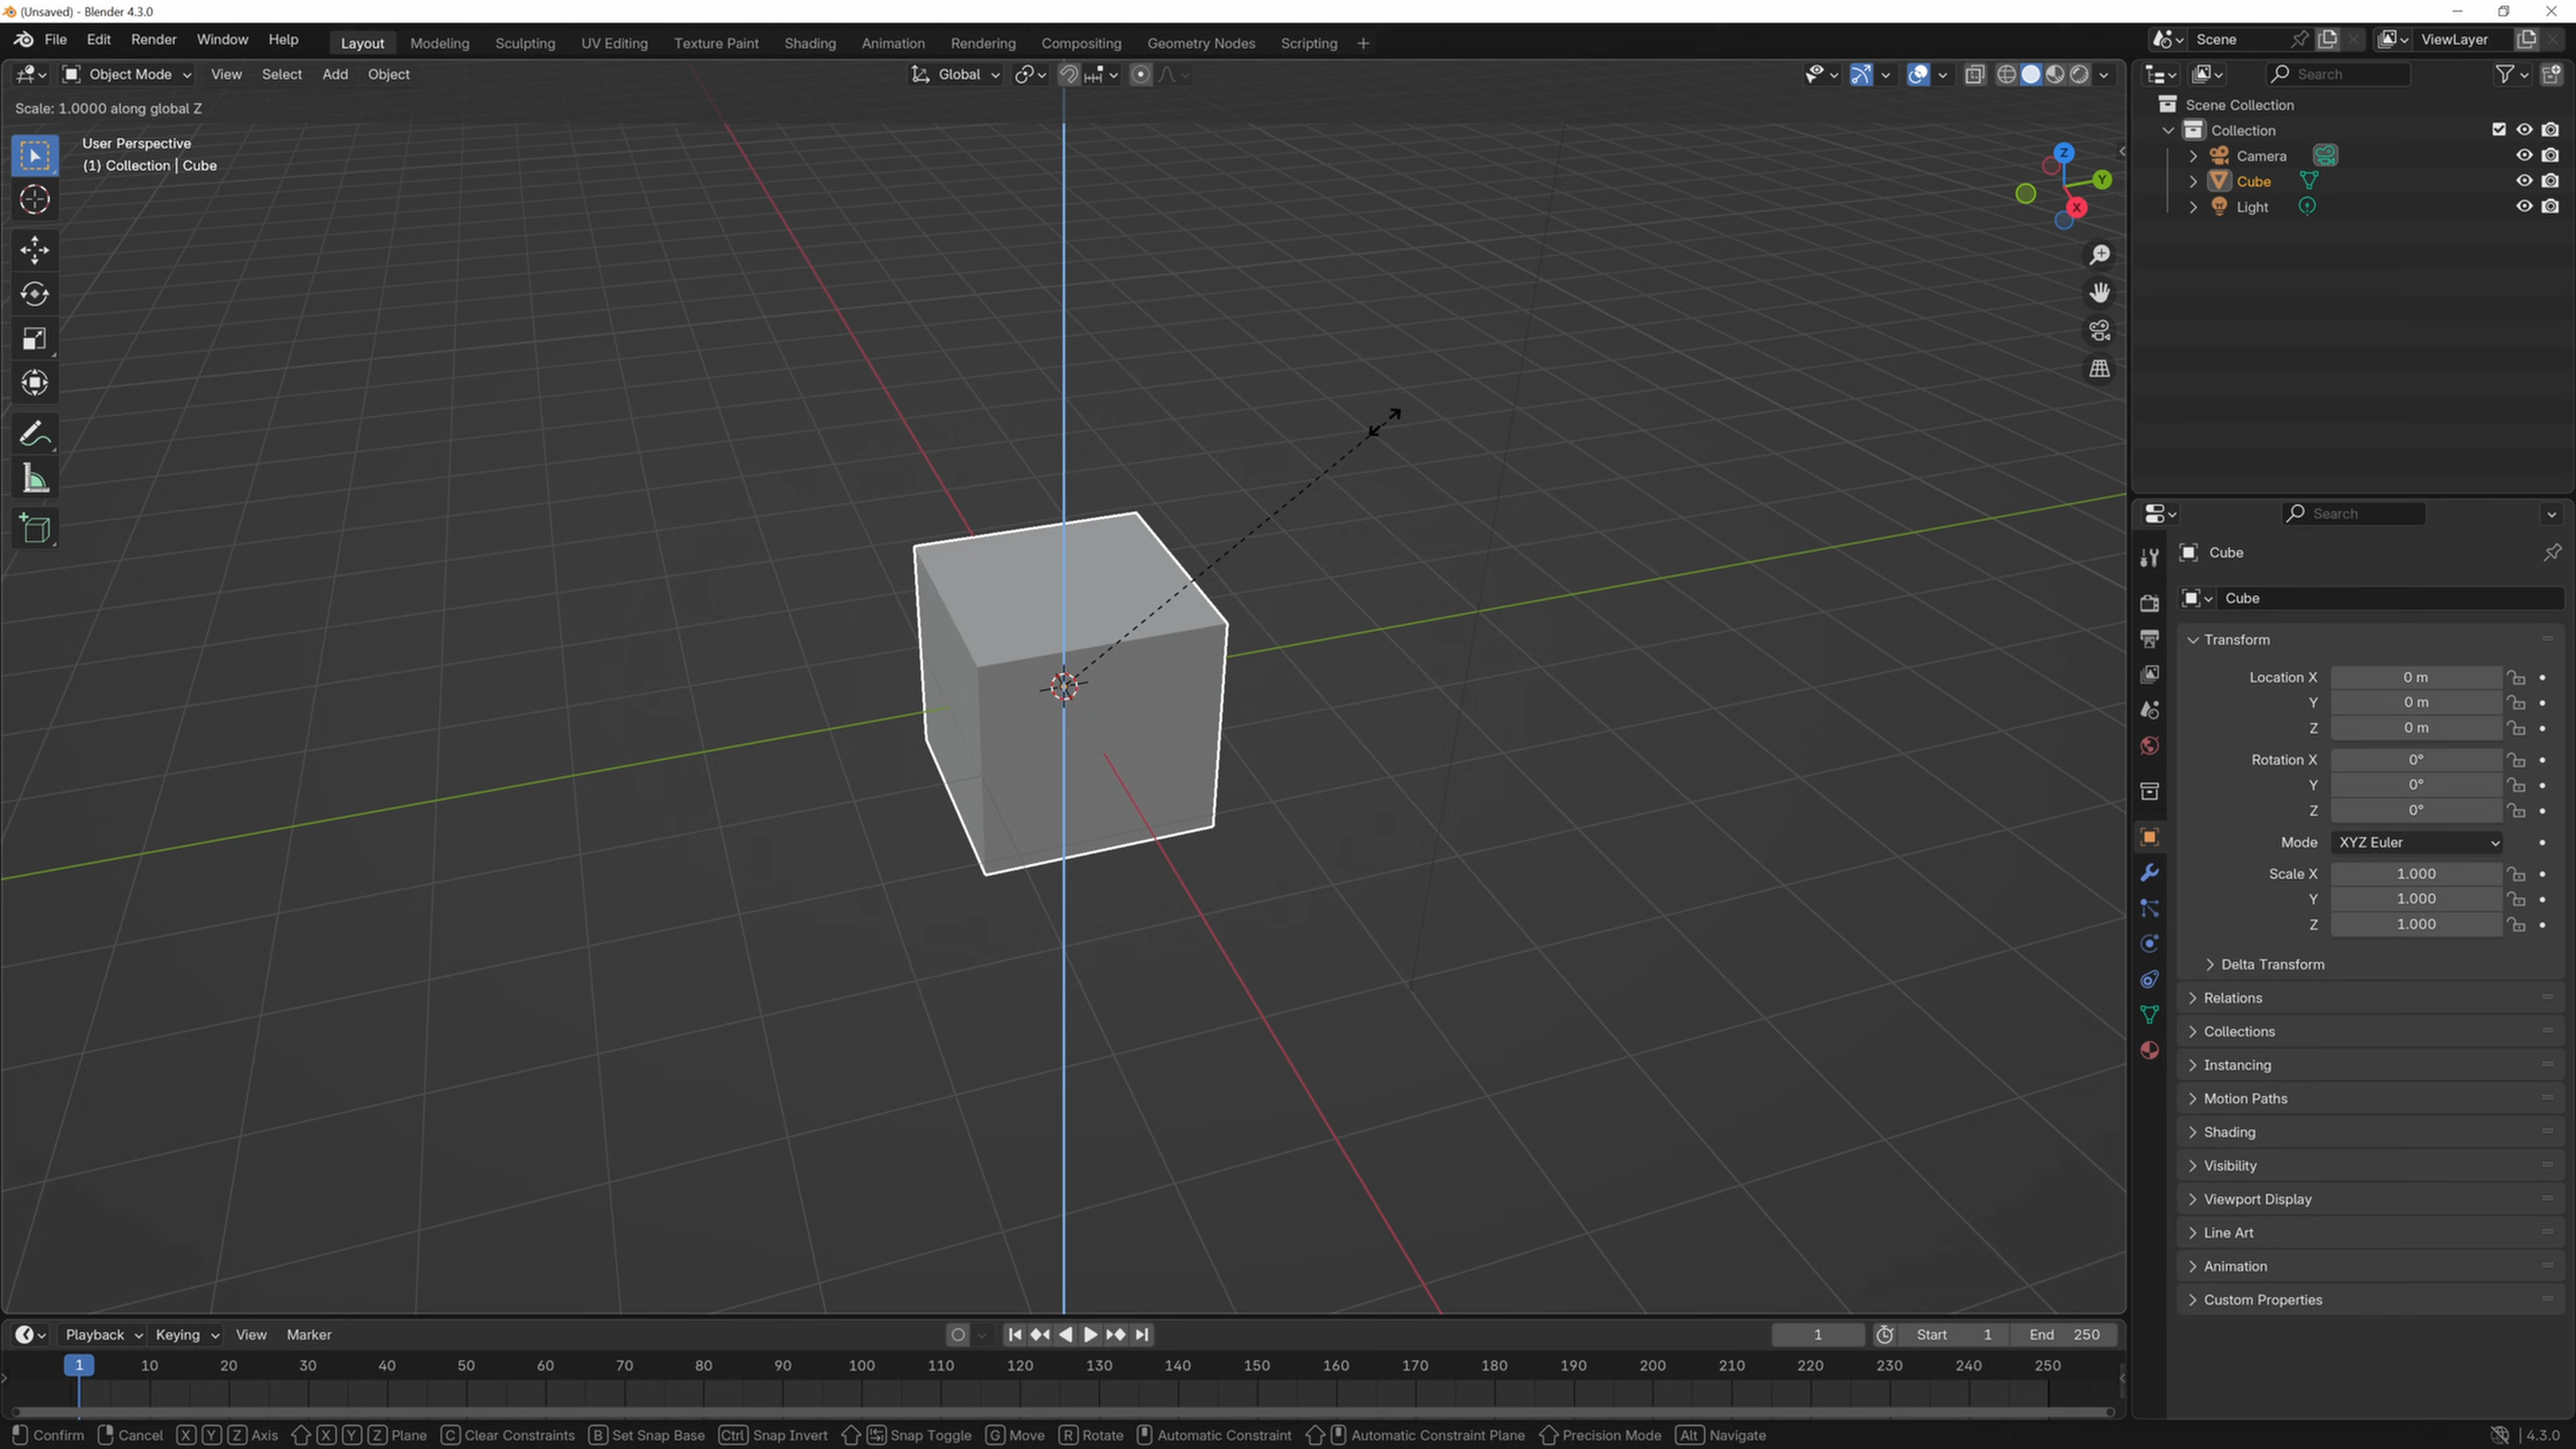 (Unsaved) - Blender 4.3.0
File Edit Render Window Help Layout Modeling Sculpting UV Editing Texture Paint Shading Animation Rendering Compositing Geometry Nodes Scripting + Scene ViewLayer
Object Mode View Select Add Object Global Search
Scale: 1.0000 along global Z
User Perspective
(1) Collection | Cube
Z
Y
X
Scene Collection
Collection
Camera
Cube
Light
Search
Cube
Cube
Transform
Location X 0 m
Y 0 m
Z 0 m
Rotation X 0°
Y 0°
Z 0°
Mode XYZ Euler
Scale X 1.000
Y 1.000
Z 1.000
Delta Transform
Relations
Collections
Instancing
Motion Paths
Shading
Visibility
Viewport Display
Line Art
Animation
Custom Properties
Playback Keying View Marker 1 Start 1 End 250
1 10 20 30 40 50 60 70 80 90 100 110 120 130 140 150 160 170 180 190 200 210 220 230 240 250
Confirm Cancel X Y Z Axis X Y Z Plane C Clear Constraints B Set Snap Base Ctrl Snap Invert Snap Toggle G Move R Rotate Automatic Constraint Automatic Constraint Plane Precision Mode Alt Navigate 4.3.0